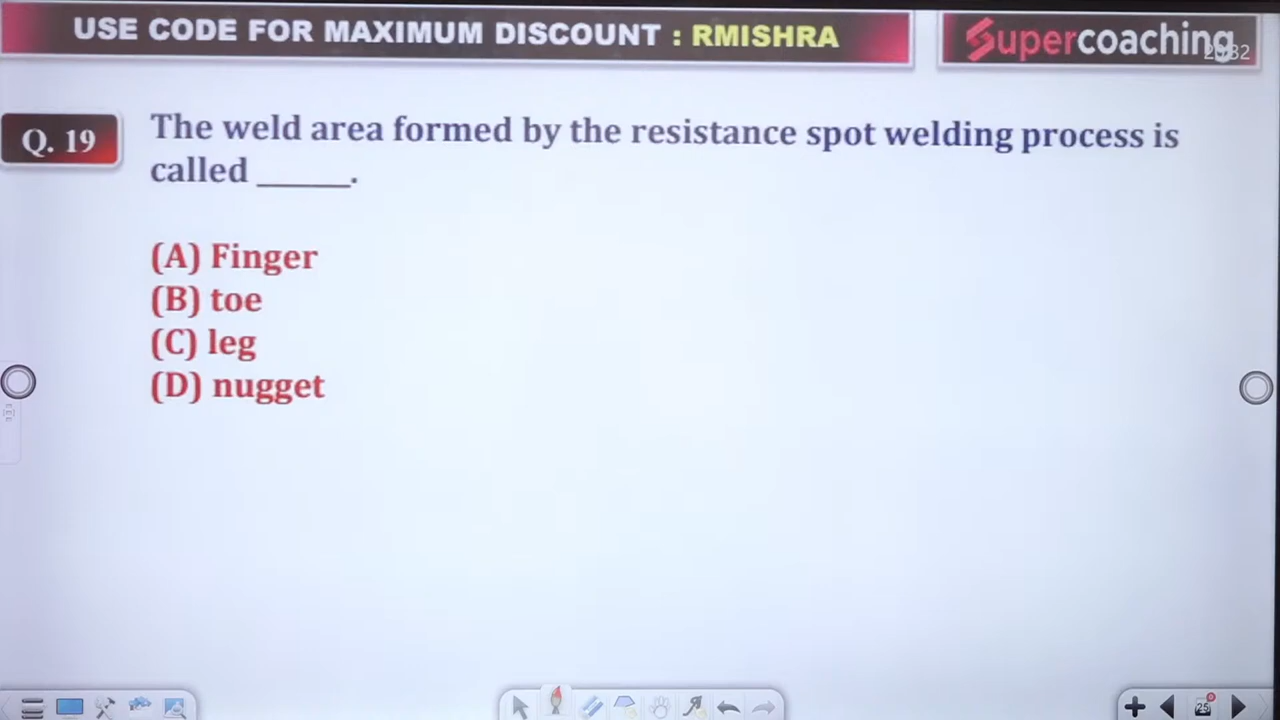 USE CODE FOR MAXIMUM DISCOUNT : RMISHRA
Supercoaching
Q. 19
The weld area formed by the resistance spot welding process is
called ______.
(A) Finger
(B) toe
(C) leg
(D) nugget
25